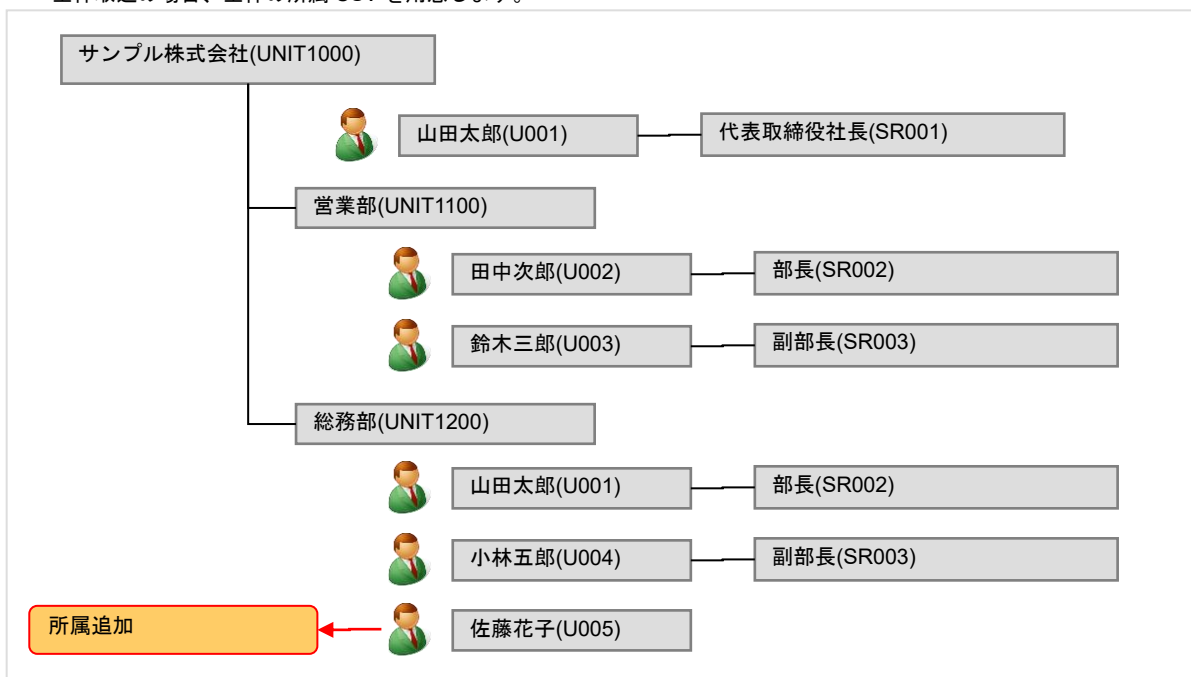 サンプル株式会社(UNIT1000)
山田太郎(U001) 代表取締役社長(SR001)
営業部(UNIT1100)
田中次郎(U002) 部長(SR002)
鈴木三郎(U003) 副部長(SR003)
総務部(UNIT1200)
山田太郎(U001) 部長(SR002)
小林五郎(U004) 副部長(SR003)
所属追加 佐藤花子(U005)